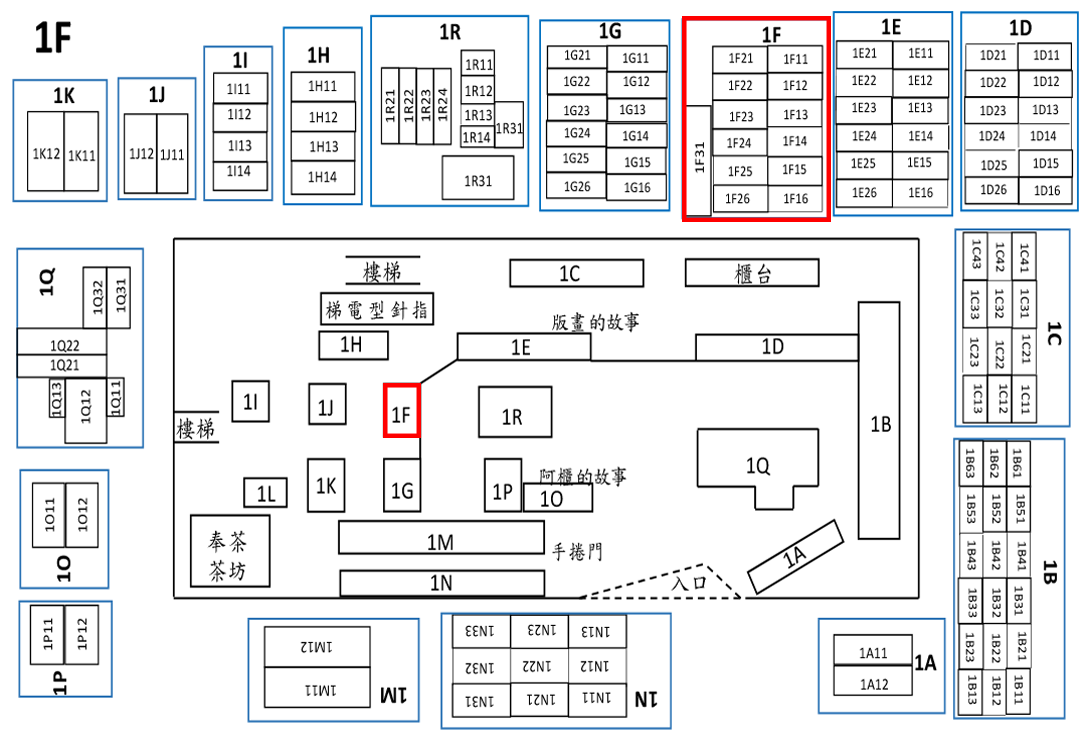 1F
1K
1K12 1K11
1J
1J12 1J11
1I
1I11
1I12
1I13
1I14
1H
1H11
1H12
1H13
1H14
1R
1R21 1R22 1R23 1R24
1R11
1R12
1R13
1R14
1R31
1R31
1G
1G21 1G11
1G22 1G12
1G23 1G13
1G24 1G14
1G25 1G15
1G26 1G16
1F
1F31
1F21 1F11
1F22 1F12
1F23 1F13
1F24 1F14
1F25 1F15
1F26 1F16
1E
1E21 1E11
1E22 1E12
1E23 1E13
1E24 1E14
1E25 1E15
1E26 1E16
1D
1D21 1D11
1D22 1D12
1D23 1D13
1D24 1D14
1D25 1D15
1D26 1D16
1Q
1Q32 1Q31
1Q22
1Q21
1Q13 1Q12 1Q11
1O11 1O12
1O
1P11 1P12
1P
樓梯
梯電型針指
1H
1C
櫃台
版畫的故事
1E
1D
1I
1J
1F
1R
1B
樓梯
1L
1K
1G
1P
阿櫃的故事
1O
1Q
奉茶
茶坊
1M
手捲門
1N
入口
1A
1C43 1C42 1C41
1C33 1C32 1C31
1C23 1C22 1C21
1C13 1C12 1C11
1C
1B63 1B62 1B61
1B53 1B52 1B51
1B43 1B42 1B41
1B33 1B32 1B31
1B23 1B22 1B21
1B13 1B12 1B11
1B
1M12
1M11
1M
1N33 1N23 1N13
1N32 1N22 1N12
1N31 1N21 1N11
1N
1A11
1A12
1A